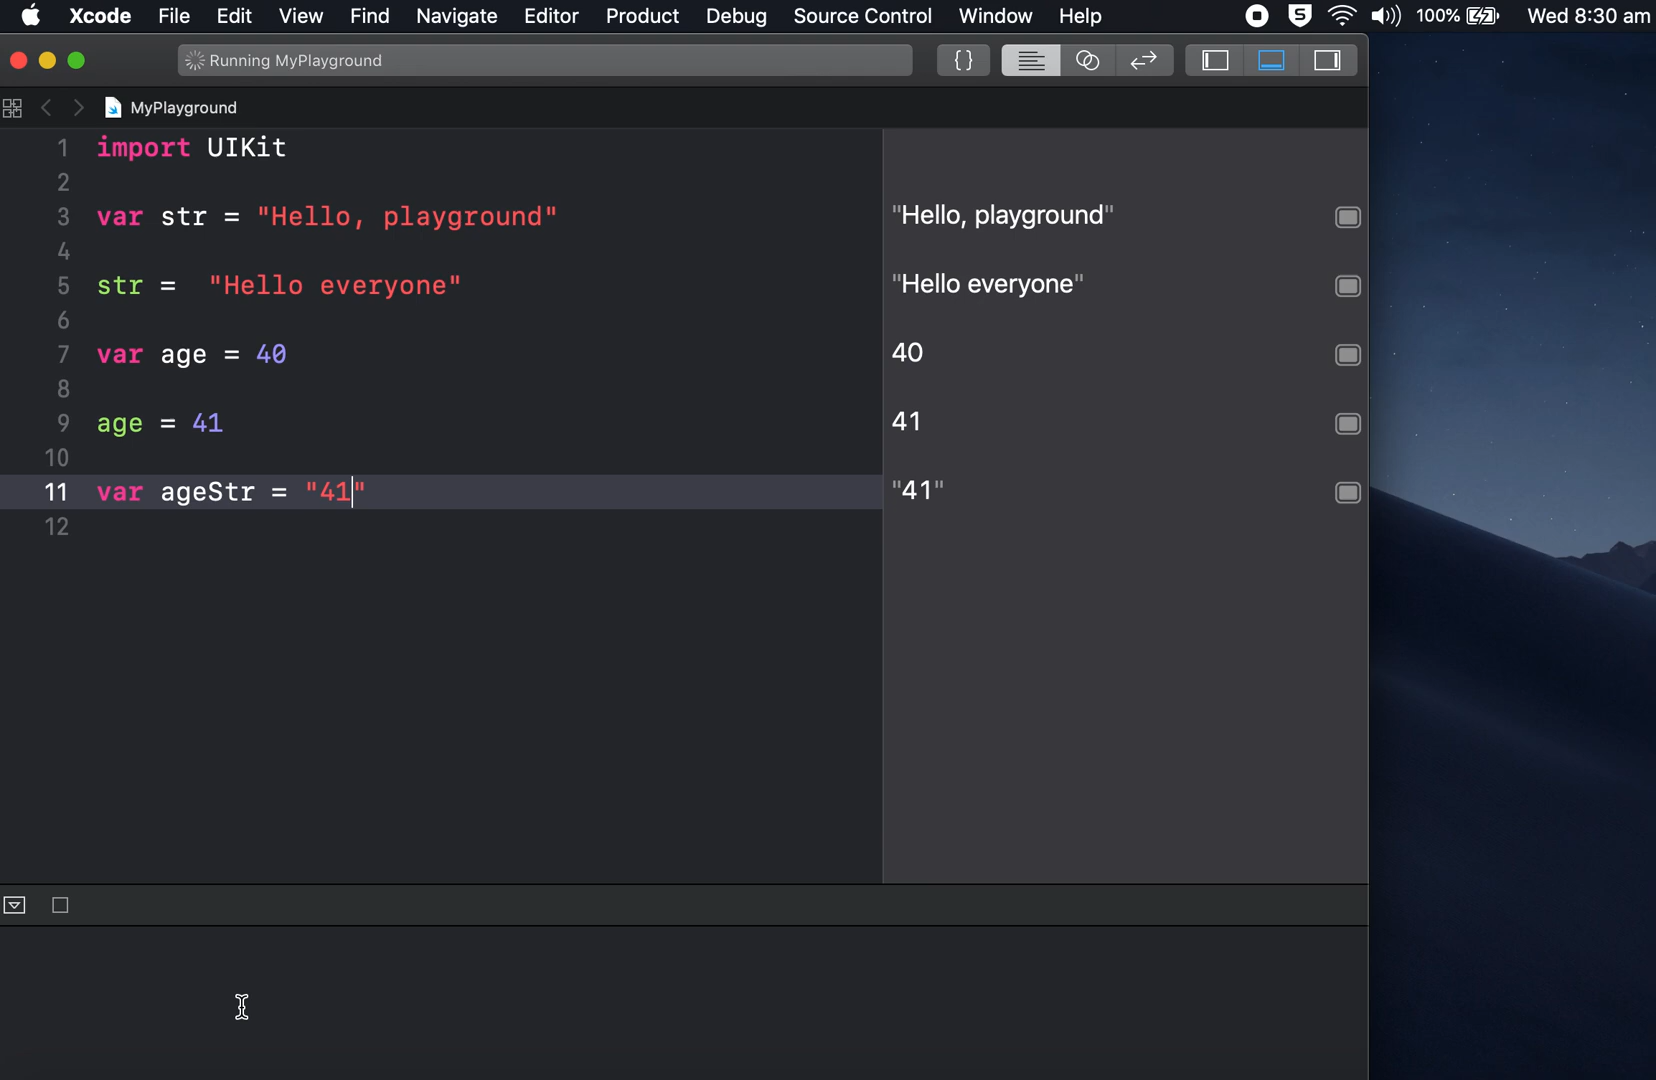 Xcode File Edit View Find Navigate Editor Product Debug Source Control Window Help S 100% Wed 8:30 am
Running MyPlayground {}
MyPlayground
1 import UIKit
2
3 var str = "Hello, playground" "Hello, playground"
4
5 str =  "Hello everyone" "Hello everyone"
6
7 var age = 40 40
8
9 age = 41 41
10
11 var ageStr = "41" "41"
12